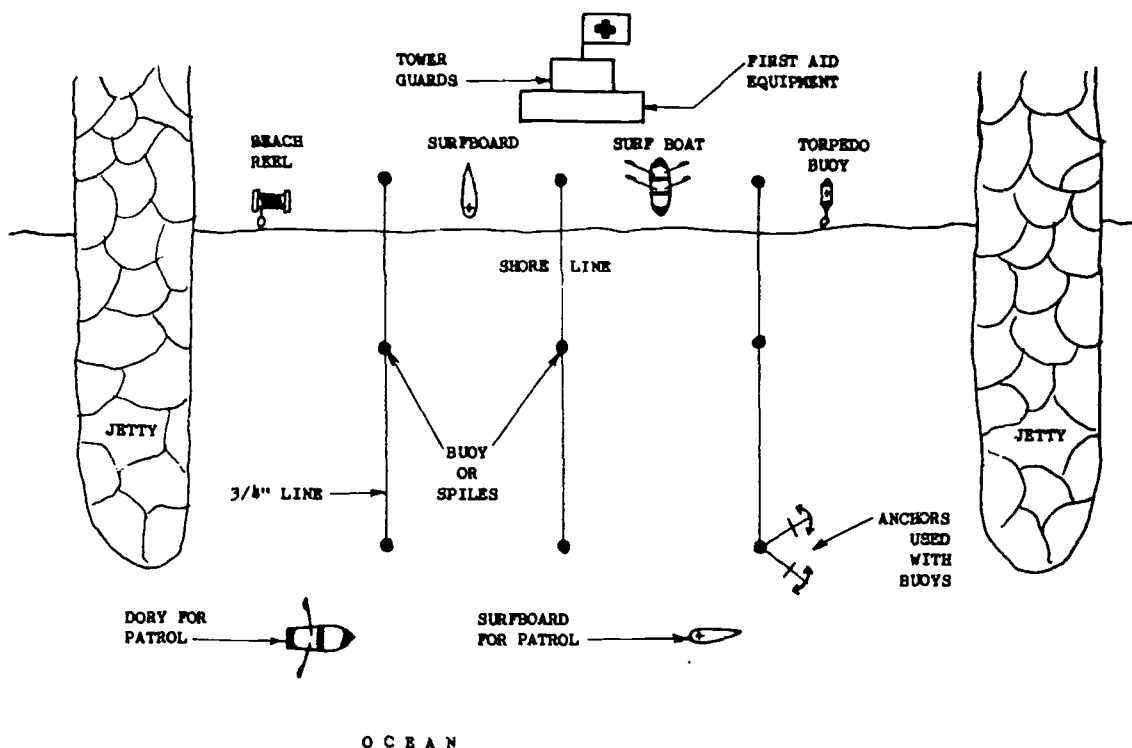 TOWER
GUARDS
FIRST AID
EQUIPMENT
BEACH
REEL
SURFBOARD
SURF BOAT
TORPEDO
BUOY
SHORE LINE
JETTY
JETTY
BUOY
OR
SPILES
3/4" LINE
ANCHORS
USED
WITH
BUOYS
DORY FOR
PATROL
SURFBOARD
FOR PATROL
OCEAN